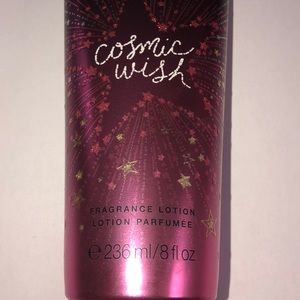 cosmic
wish
FRAGRANCE LOTION
LOTION PARFUMÉE
℮ 236 ml/8 fl oz